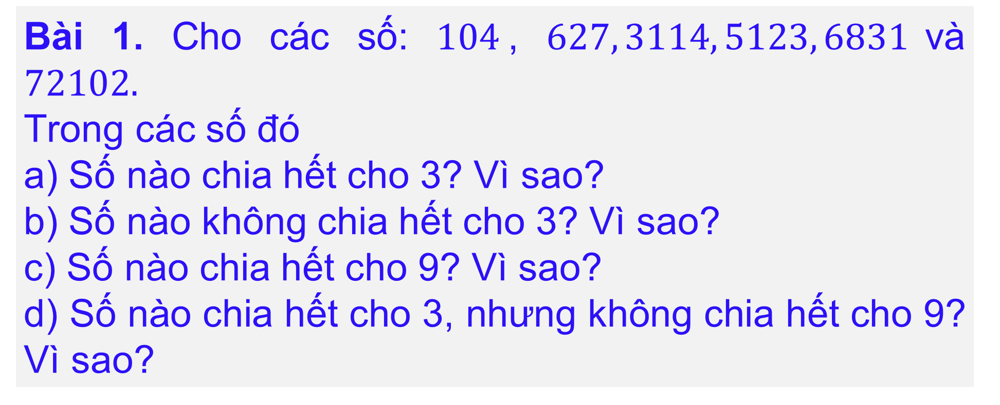 Bài 1. Cho các số: 104 , 627, 3114, 5123, 6831 và
72102.
Trong các số đó
a) Số nào chia hết cho 3? Vì sao?
b) Số nào không chia hết cho 3? Vì sao?
c) Số nào chia hết cho 9? Vì sao?
d) Số nào chia hết cho 3, nhưng không chia hết cho 9?
Vì sao?